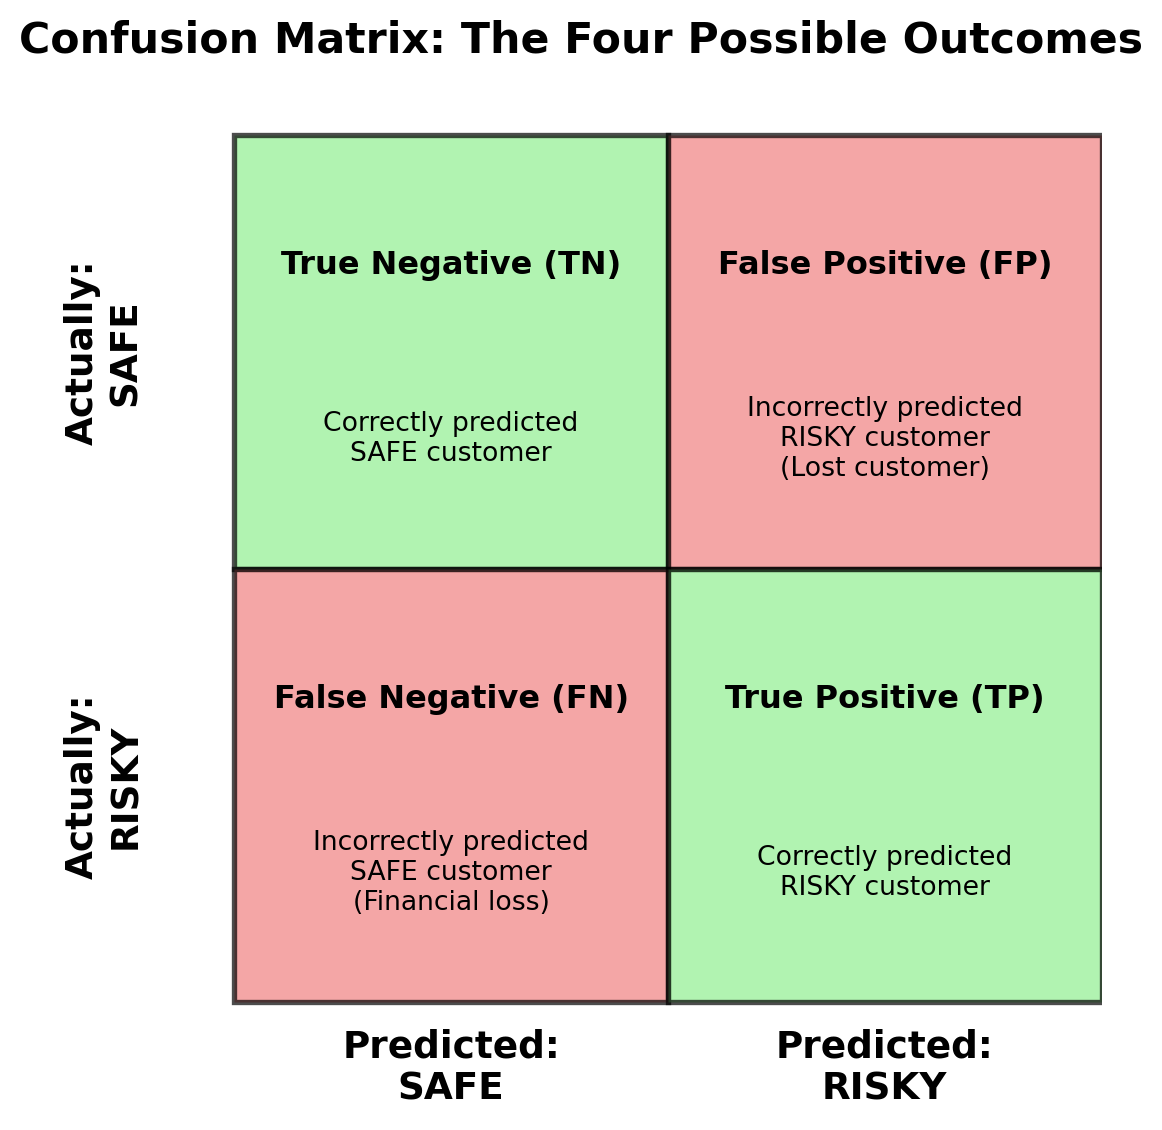 Confusion Matrix: The Four Possible Outcomes
Actually:
SAFE
True Negative (TN)
Correctly predicted
SAFE customer
False Positive (FP)
Incorrectly predicted
RISKY customer
(Lost customer)
Actually:
RISKY
False Negative (FN)
Incorrectly predicted
SAFE customer
(Financial loss)
True Positive (TP)
Correctly predicted
RISKY customer
Predicted:
SAFE
Predicted:
RISKY